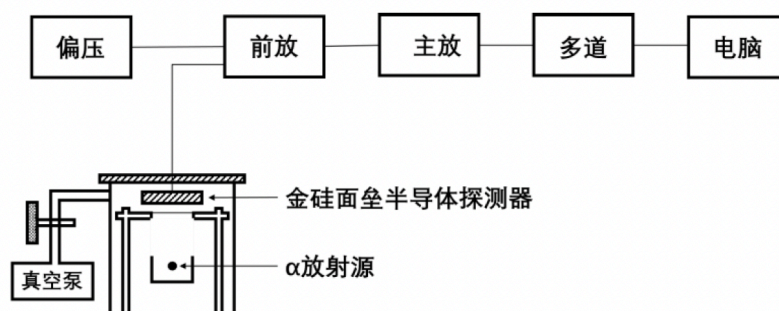 偏压
前放
主放
多道
电脑
金硅面垒半导体探测器
α放射源
真空泵